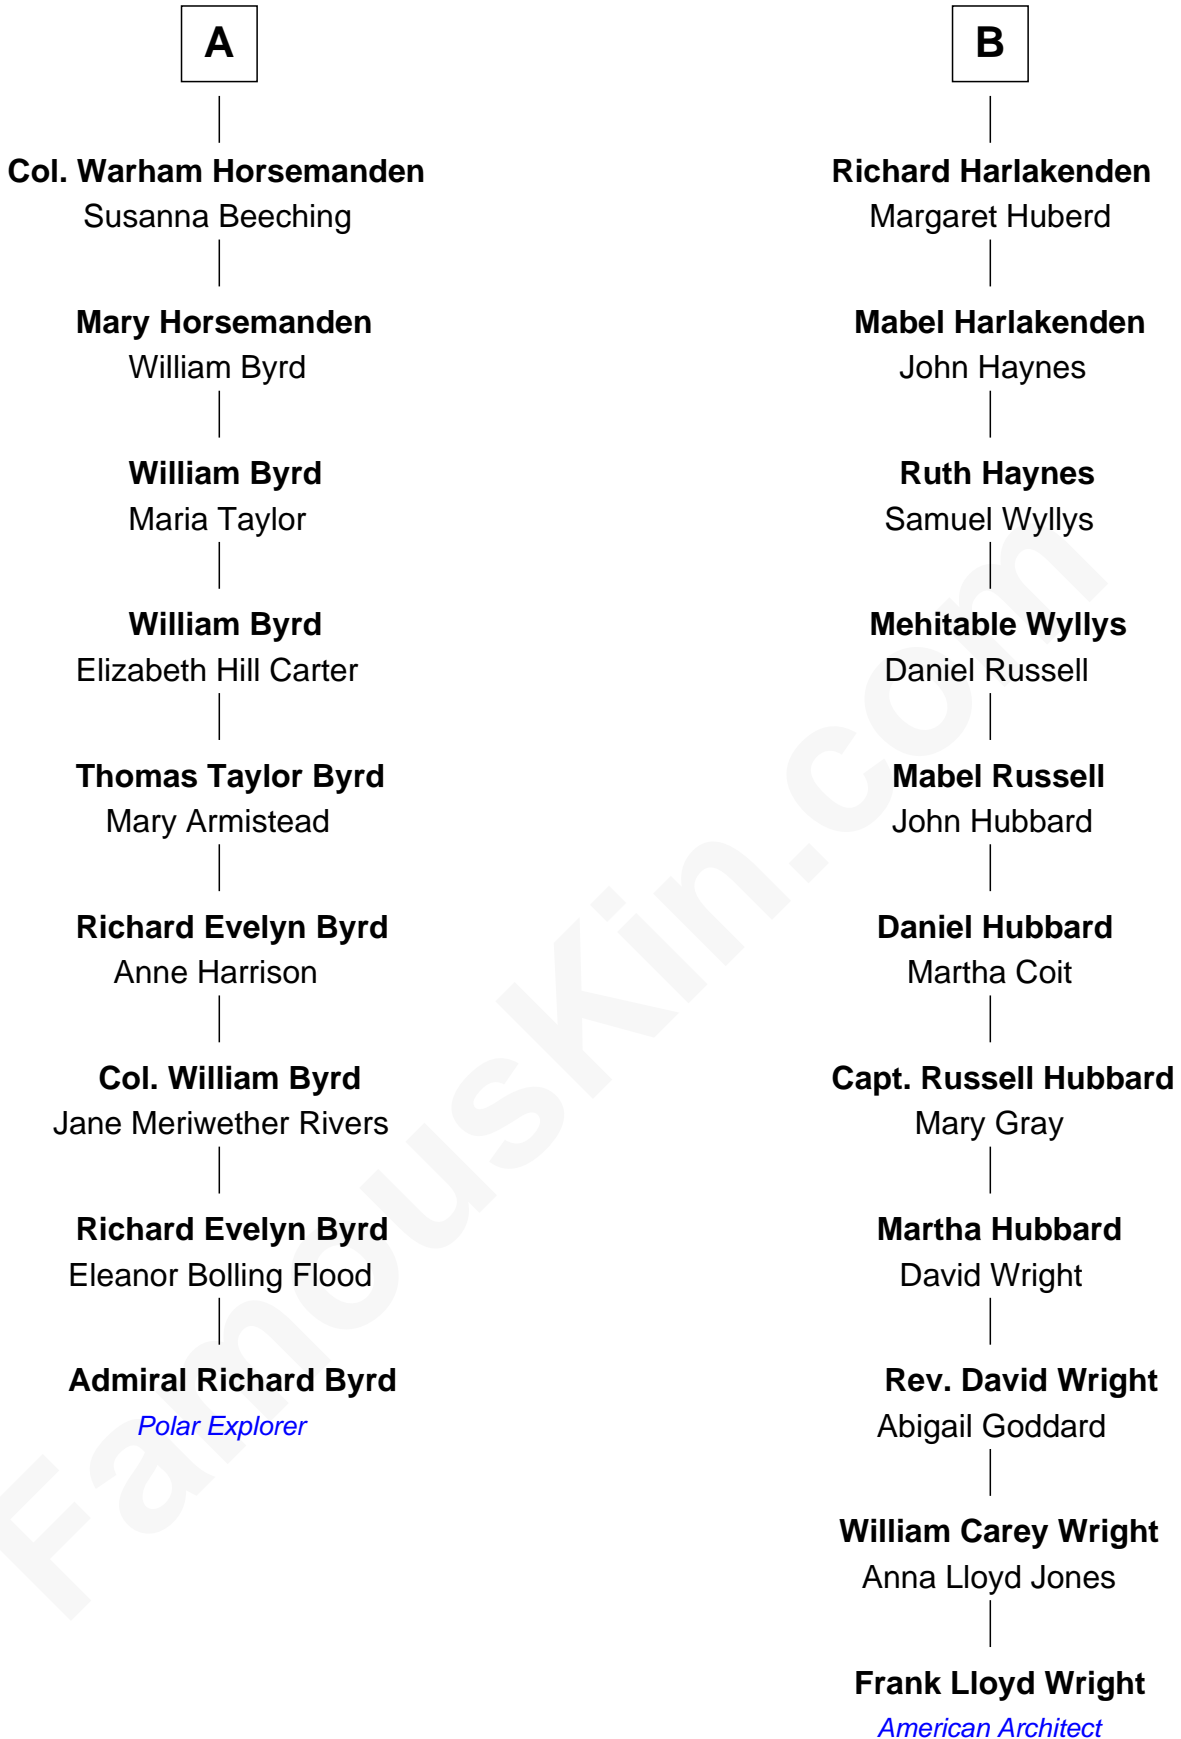 A
Col. Warham Horsemanden
Susanna Beeching
Mary Horsemanden
William Byrd
William Byrd
Maria Taylor
William Byrd
Elizabeth Hill Carter
Thomas Taylor Byrd
Mary Armistead
Richard Evelyn Byrd
Anne Harrison
Col. William Byrd
Jane Meriwether Rivers
Richard Evelyn Byrd
Eleanor Bolling Flood
Admiral Richard Byrd
Polar Explorer
B
Richard Harlakenden
Margaret Huberd
Mabel Harlakenden
John Haynes
Ruth Haynes
Samuel Wyllys
Mehitable Wyllys
Daniel Russell
Mabel Russell
John Hubbard
Daniel Hubbard
Martha Coit
Capt. Russell Hubbard
Mary Gray
Martha Hubbard
David Wright
Rev. David Wright
Abigail Goddard
William Carey Wright
Anna Lloyd Jones
Frank Lloyd Wright
American Architect
FamousKin.com